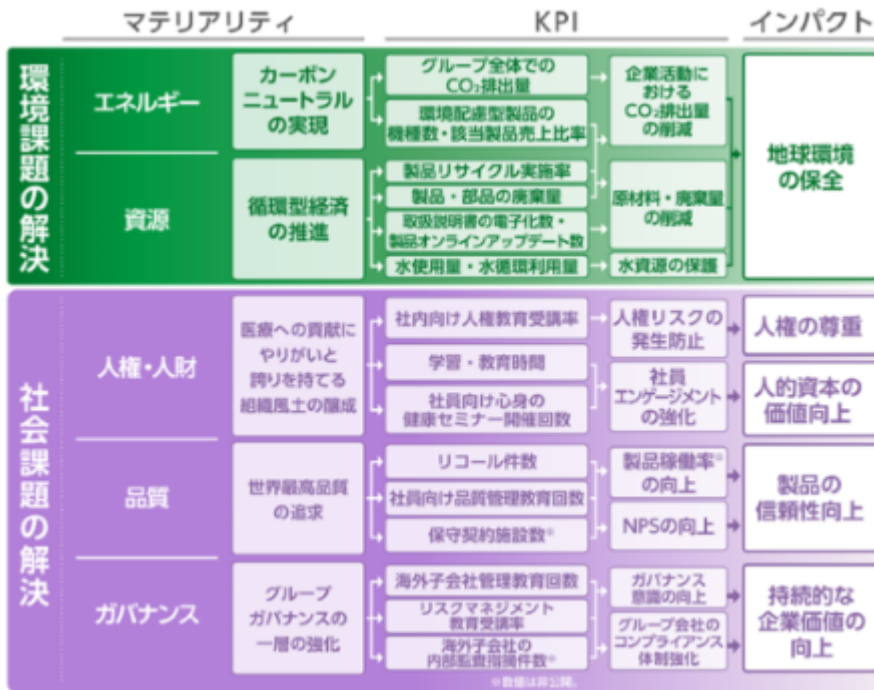 マテリアリティ
KPI
インパクト
環境課題の解決
エネルギー
カーボン
ニュートラル
の実現
グループ全体での
CO₂排出量
環境配慮型製品の
機種数・該当製品売上比率
企業活動に
おける
CO₂排出量
の削減
地球環境
の保全
資源
循環型経済
の推進
製品リサイクル実施率
製品・部品の廃棄量
取扱説明書の電子化数・
製品オンラインアップデート数
水使用量・水循環利用量
原材料・廃棄量
の削減
水資源の保護
社会課題の解決
人権・人財
医療への貢献に
やりがいと
誇りを持てる
組織風土の醸成
社内向け人権教育受講率
学習・教育時間
社員向け心身の
健康セミナー開催回数
人権リスクの
発生防止
社員
エンゲージメント
の強化
人権の尊重
人的資本の
価値向上
品質
世界最高品質
の追求
リコール件数
社員向け品質管理教育回数
保守契約施設数※
製品稼働率※
の向上
NPSの向上
製品の
信頼性向上
ガバナンス
グループ
ガバナンスの
一層の強化
海外子会社管理教育回数
リスクマネジメント
教育受講率
海外子会社の
内部監査指摘件数※
ガバナンス
意識の向上
グループ会社の
コンプライアンス
体制強化
持続的な
企業価値の
向上
※数値は非公開。